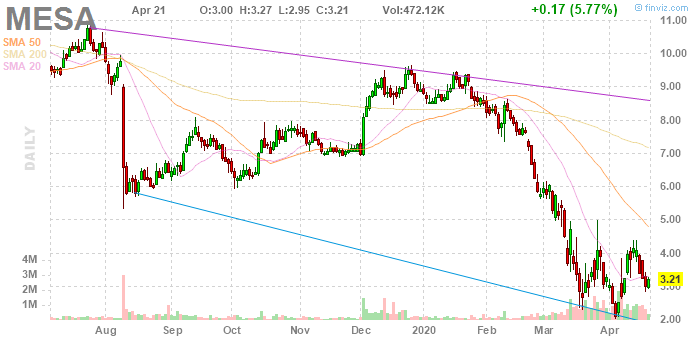 MESA Apr 21 O:3.00 H:3.27 L:2.95 C:3.21 Vol:472.12K +0.17 (5.77%) © finviz.com
SMA 50
SMA 200
SMA 20
DAILY
11.00
10.00
9.00
8.00
7.00
6.00
5.00
4.00
3.21
3.00
2.00
4M
3M
2M
1M
Aug Sep Oct Nov Dec 2020 Feb Mar Apr